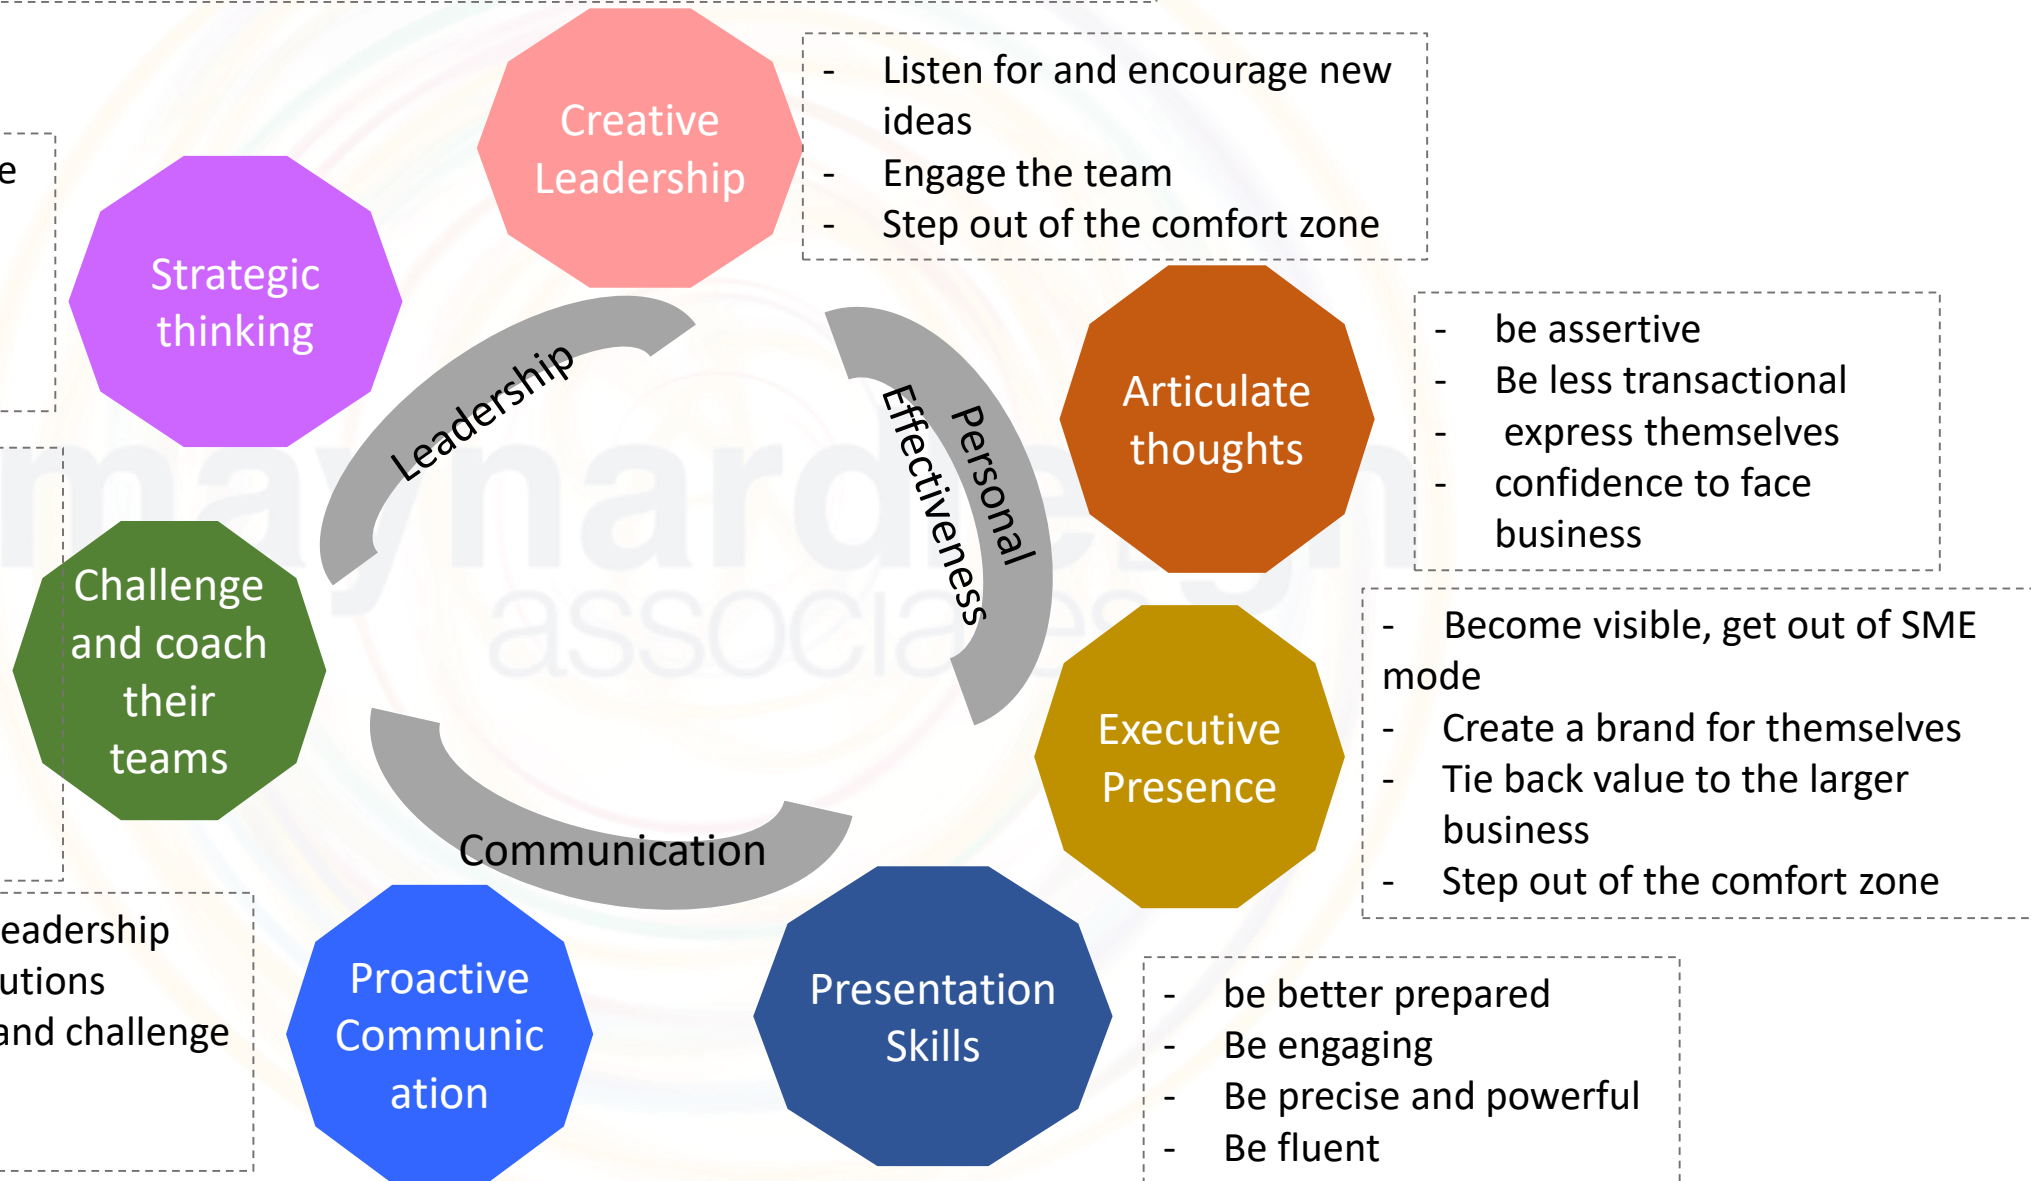 Creative
Leadership
- Listen for and encourage new
ideas
- Engage the team
- Step out of the comfort zone
Strategic
thinking
Leadership
Personal
Effectiveness
Articulate
thoughts
- be assertive
- Be less transactional
- express themselves
- confidence to face
business
maynard
associates
Challenge
and coach
their
teams
Executive
Presence
- Become visible, get out of SME
mode
- Create a brand for themselves
- Tie back value to the larger
business
- Step out of the comfort zone
Communication
and challenge
Proactive
Communic
ation
Presentation
Skills
- be better prepared
- Be engaging
- Be precise and powerful
- Be fluent